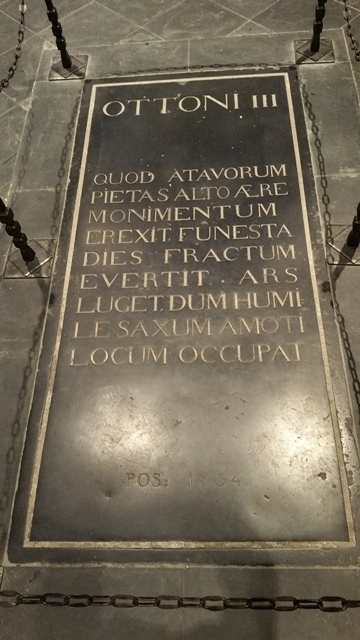 OTTONI III
QUOD ATAVORUM
PIETAS ALTO ÆRE
MONIMENTUM
EREXIT. FUNESTA
DIES FRACTUM
EVERTIT. ARS
LUGET. DUM HUMI-
LE SAXUM AMOTI
LOCUM OCCUPAT
POS: 1834.